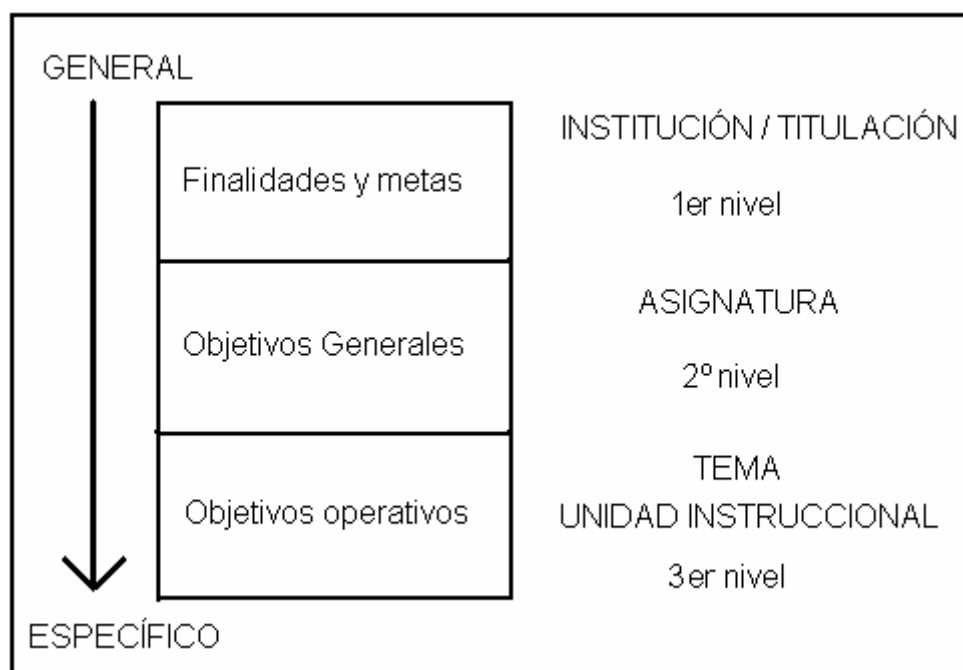 GENERAL
INSTITUCIÓN / TITULACIÓN
Finalidades y metas
1er nivel
ASIGNATURA
Objetivos Generales
2º nivel
TEMA
Objetivos operativos
UNIDAD INSTRUCCIONAL
3er nivel
ESPECÍFICO